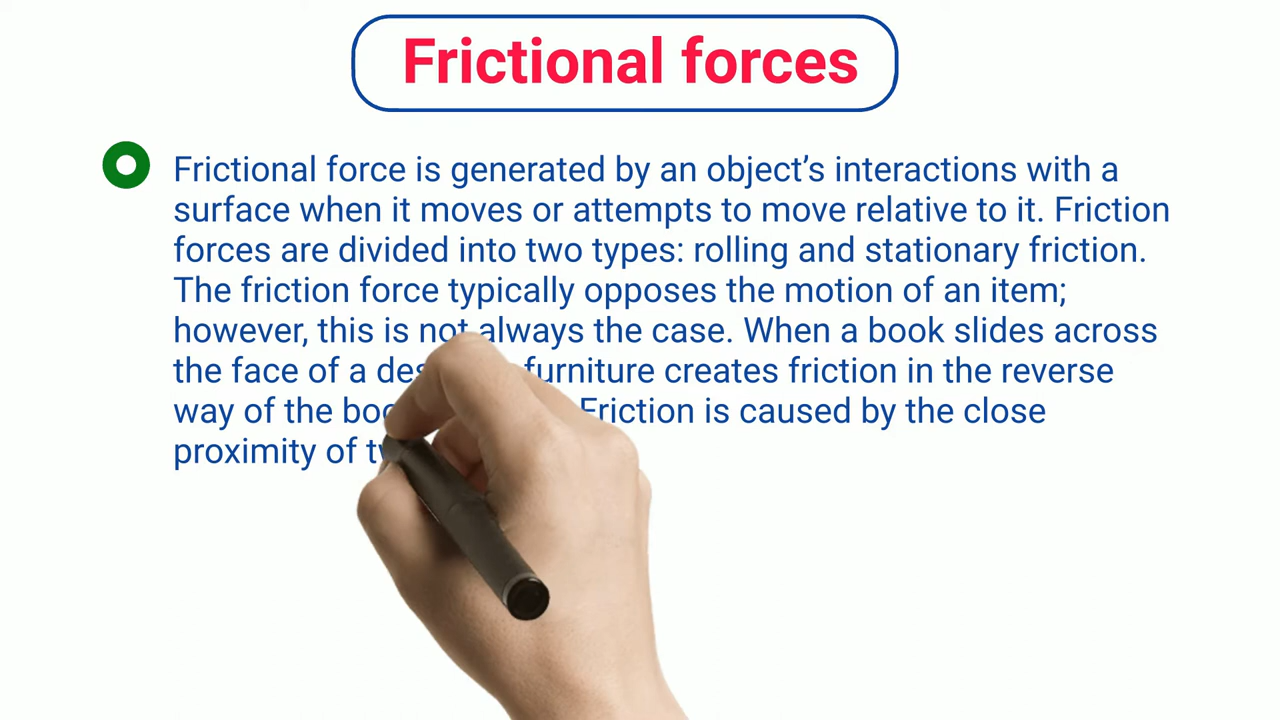 Frictional forces
Frictional force is generated by an object’s interactions with a
surface when it moves or attempts to move relative to it. Friction
forces are divided into two types: rolling and stationary friction.
The friction force typically opposes the motion of an item;
however, this is not always the case. When a book slides across
the face of a furniture creates friction in the reverse
way of the Friction is caused by the close
proximity of